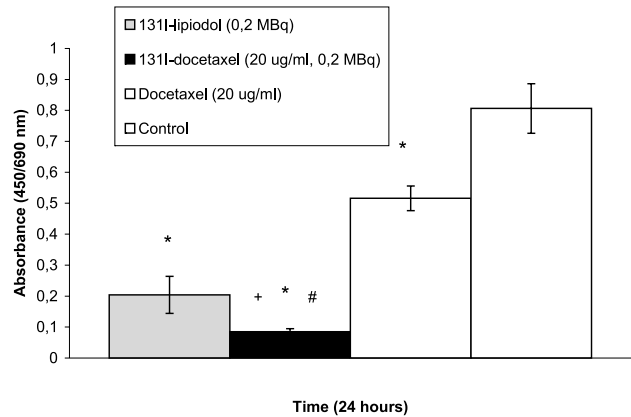 131I-lipiodol (0,2 MBq)
131I-docetaxel (20 ug/ml, 0,2 MBq)
Docetaxel (20 ug/ml)
Control
Absorbance (450/690 nm)
1
0,9
0,8
0,7
0,6
0,5
0,4
0,3
0,2
0,1
0
*
+ * #
*
Time (24 hours)